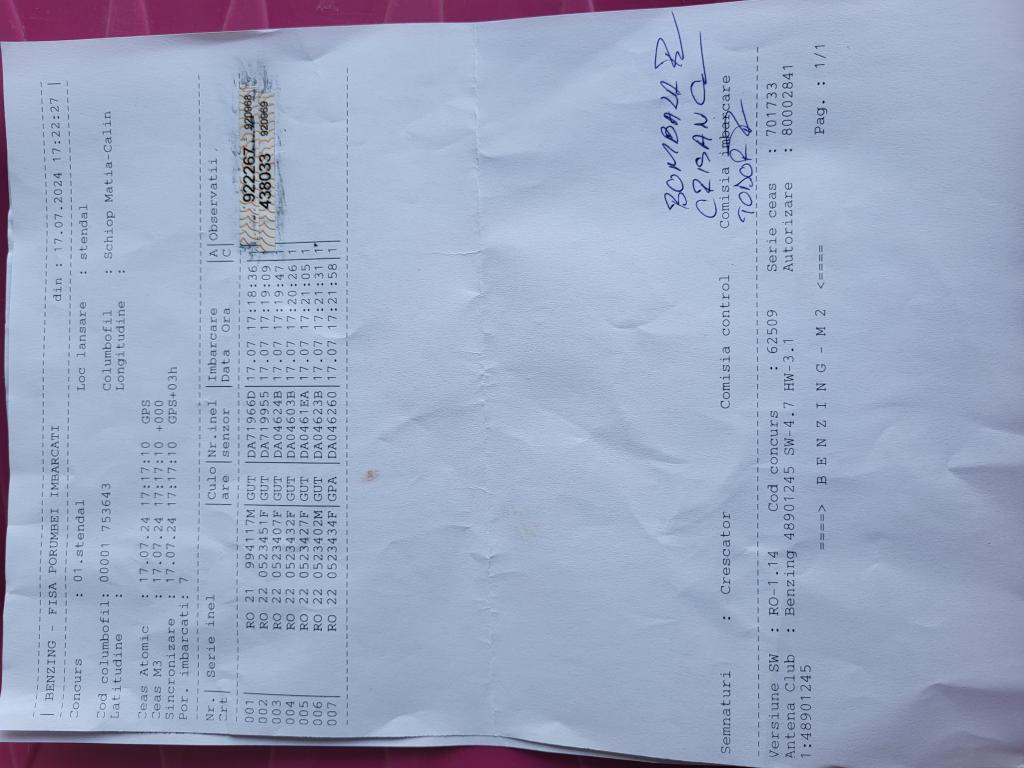 | BENZING - FISA PORUMBEI IMBARCATI din : 17.07.2024 17:22:27 |
Concurs : 01.stendal Loc lansare : stendal
Cod columbofil: 00001 753643 Columbofil : Schiop Matia-Calin
Latitudine : Longitudine :
Ceas Atomic : 17.07.24 17:17:10 GPS
Ceas M3 : 17.07.24 17:17:10 +000
Sincronizare : 17.07.24 17:17:10 GPS+03h
Por. imbarcati: 7
Nr.| Serie inel |Culo|Nr.inel |Imbarcare |A|Observatii
Crt| |are |senzor |Data Ora |C|
001 | RO 21 994117M|GUT |DA71966D|17.07 17:18:36|1
002 | RO 22 0523451F|GUT |DA719955|17.07 17:19:09|
003 | RO 22 0523407F|GUT |DA04624B|17.07 17:19:47|1
004 | RO 22 0523432F|GUT |DA04603B|17.07 17:20:26|1
005 | RO 22 0523427F|GUT |DA0461EA|17.07 17:21:05|1
006 | RO 22 0523402M|GUT |DA04623B|17.07 17:21:31|1
007 | RO 22 0523434F|GPA |DA046260|17.07 17:21:58|1
922267 920968
438033 920969
BOMBALI
CRISAN
Semnaturi : Crescator Comisia control Comisia imbarcare
TODOR
Versiune SW : RO-1.14 Cod concurs : 62509 Serie ceas : 701733
Antena Club : Benzing 48901245 SW-4.7 HW-3.1 Autorizare : 80002841
1:48901245
====> B E N Z I N G - M 2 <==== Pag. : 1/1